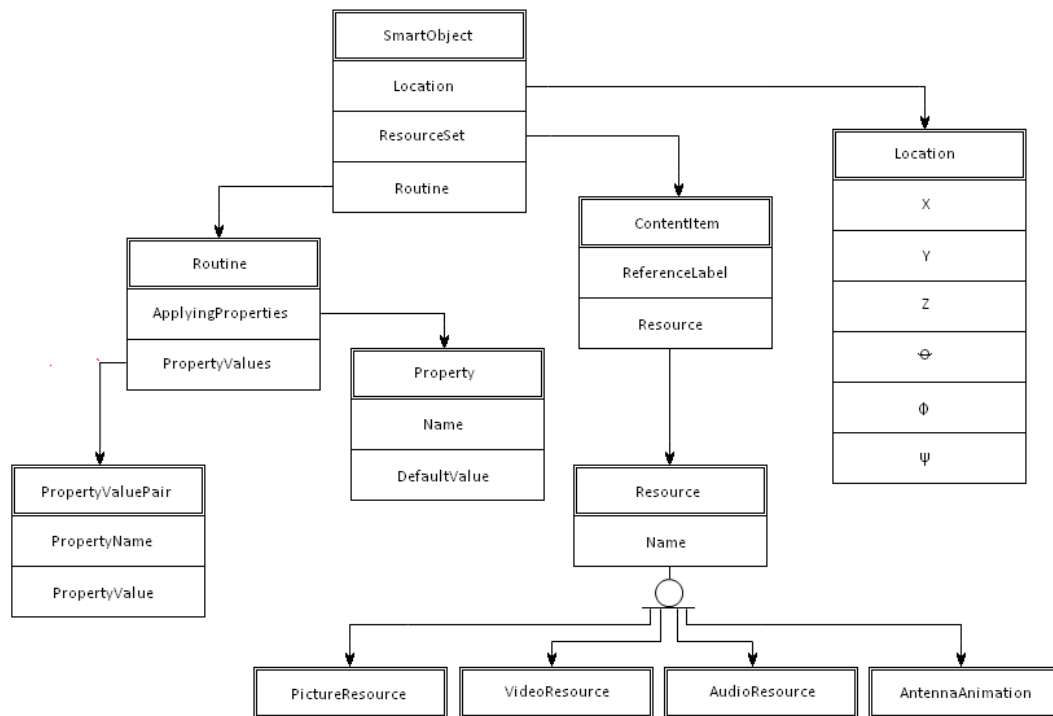 SmartObject
Location
ResourceSet
Routine
Location
X
Y
Z
Θ
Φ
Ψ
ContentItem
ReferenceLabel
Resource
Routine
ApplyingProperties
PropertyValues
Property
Name
DefaultValue
PropertyValuePair
PropertyName
PropertyValue
Resource
Name
PictureResource
VideoResource
AudioResource
AntennaAnimation